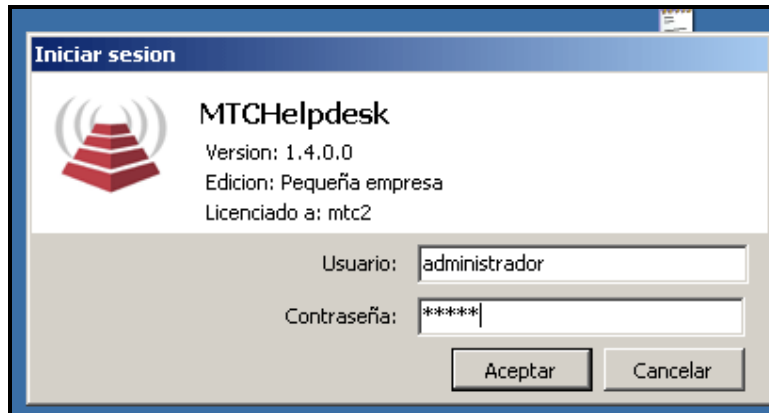 Iniciar sesion
MTCHelpdesk
Version: 1.4.0.0
Edicion: Pequeña empresa
Licenciado a: mtc2
Usuario: administrador
Contraseña: *****
Aceptar Cancelar